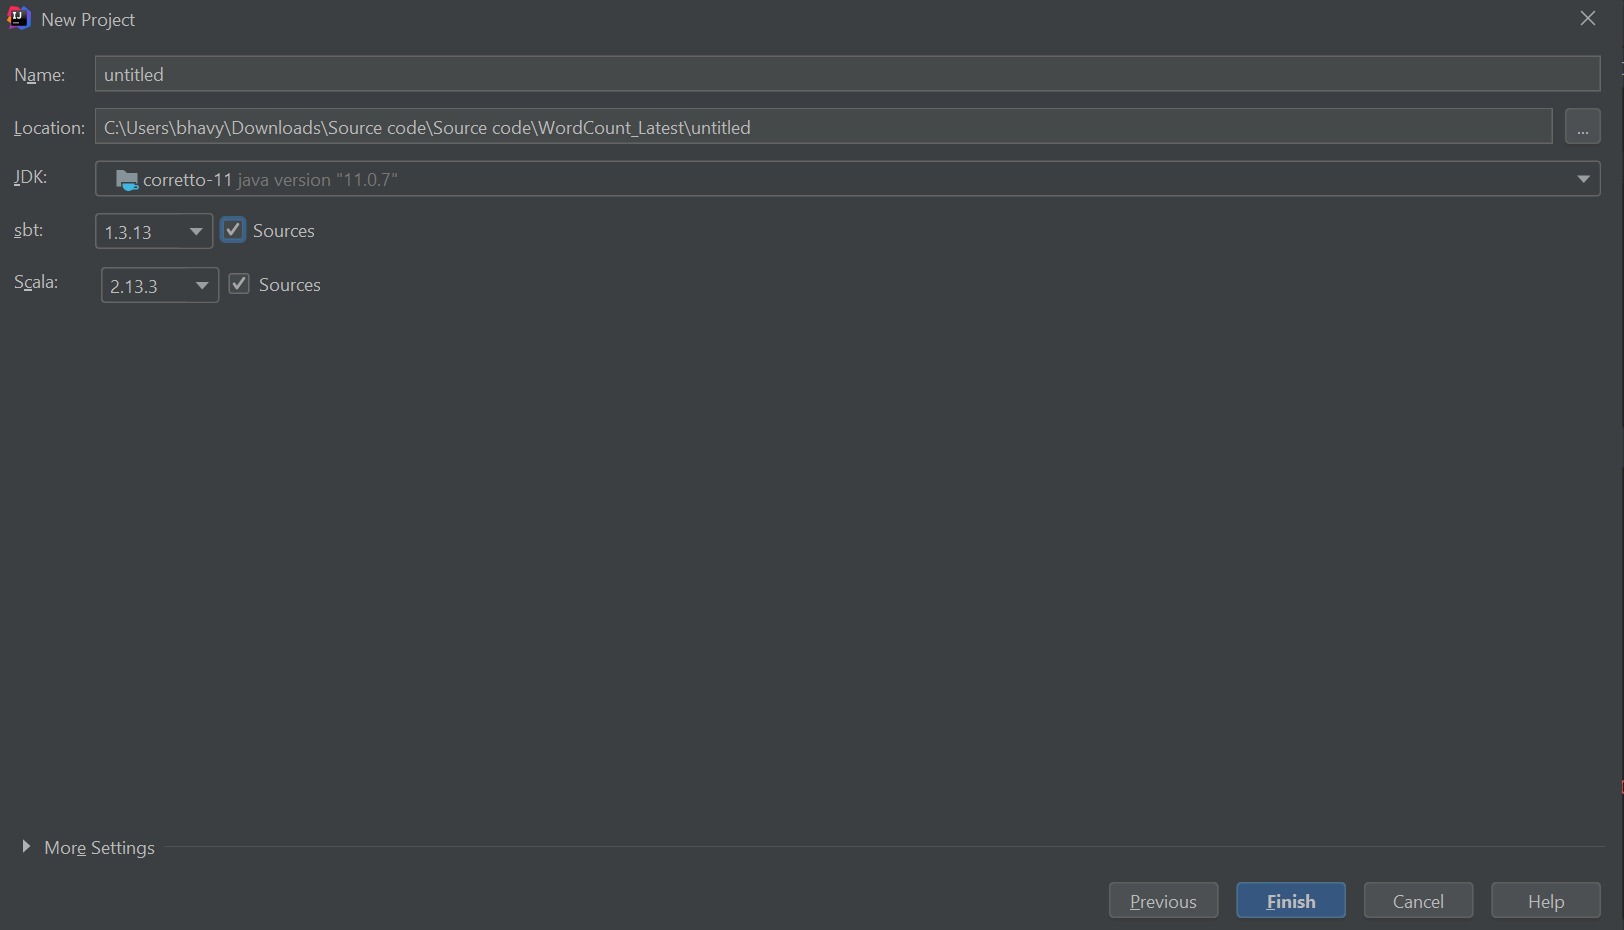 IJ
New Project
Name: untitled
Location: C:\Users\bhavy\Downloads\Source code\Source code\WordCount_Latest\untitled ...
JDK: corretto-11 java version "11.0.7"
sbt: 1.3.13 Sources
Scala: 2.13.3 Sources
More Settings
Previous Finish Cancel Help